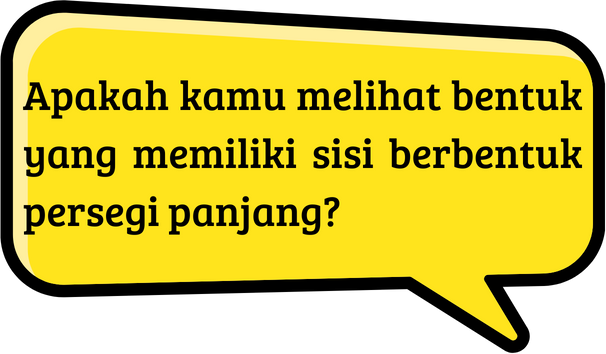 Apakah kamu melihat bentuk
yang memiliki sisi berbentuk
persegi panjang?